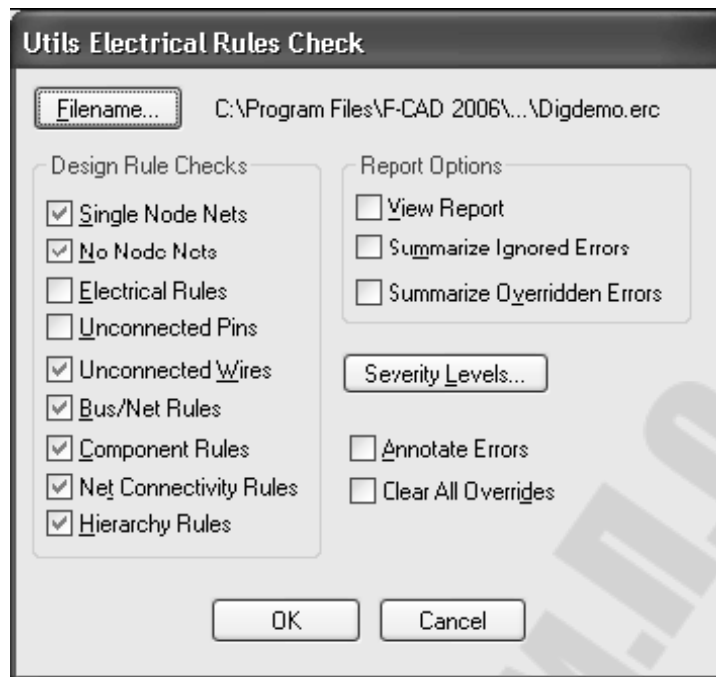 Utils Electrical Rules Check
Filename... C:\Program Files\F-CAD 2006\...\Digdemo.erc
Design Rule Checks
Single Node Nets
No Node Nets
Electrical Rules
Unconnected Pins
Unconnected Wires
Bus/Net Rules
Component Rules
Net Connectivity Rules
Hierarchy Rules
Report Options
View Report
Summarize Ignored Errors
Summarize Overridden Errors
Severity Levels...
Annotate Errors
Clear All Overrides
OK Cancel